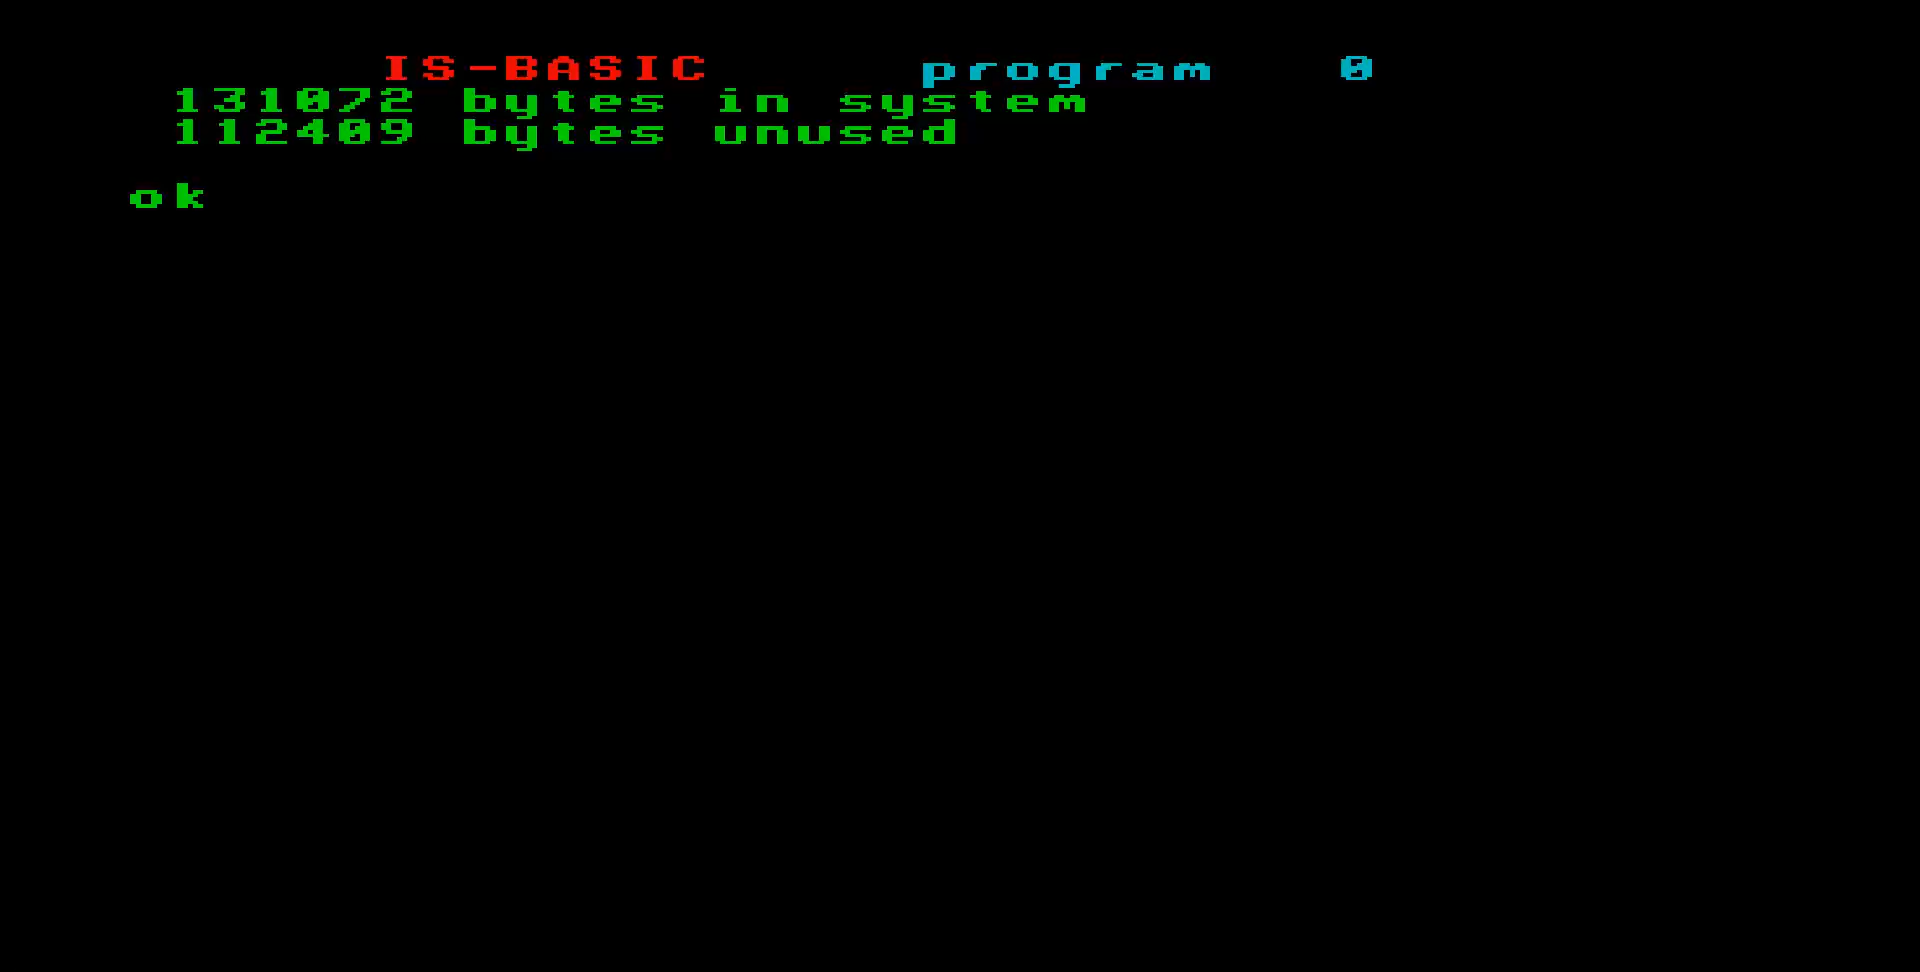 IS-BASIC program 0
131072 bytes in system
112409 bytes unused
ok